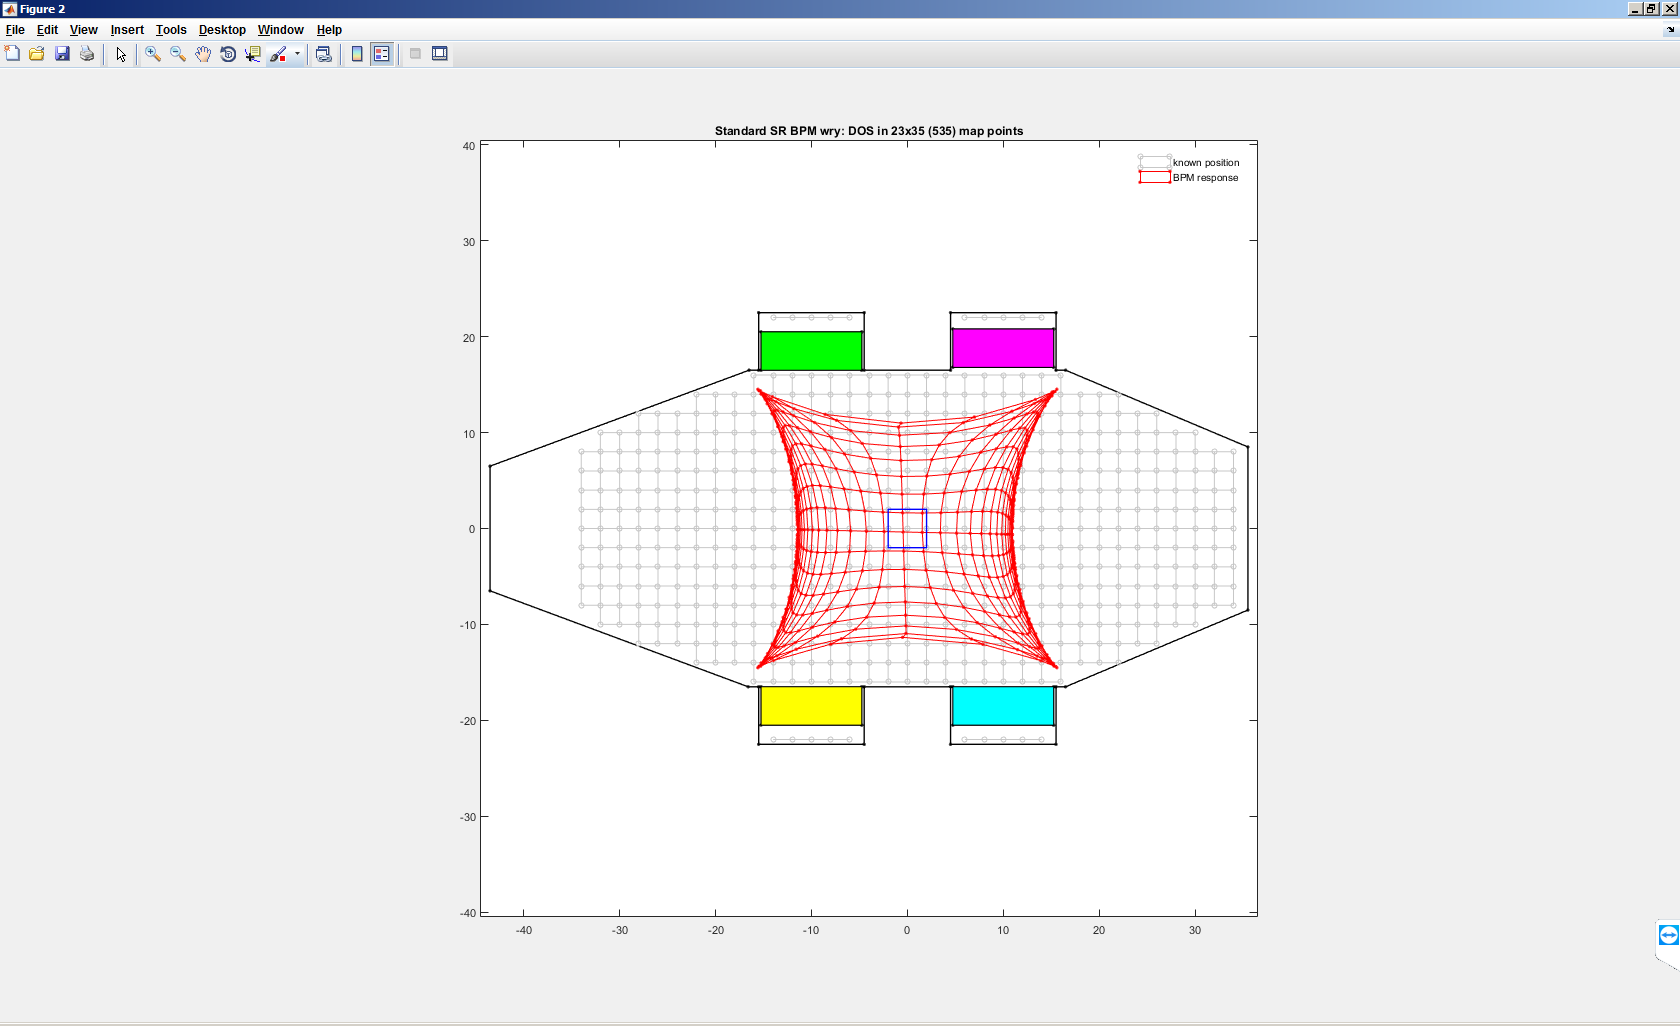 Figure 2
File Edit View Insert Tools Desktop Window Help
Standard SR BPM wry: DOS in 23x35 (535) map points
known position
BPM response
40
30
20
10
0
-10
-20
-30
-40
-40 -30 -20 -10 0 10 20 30